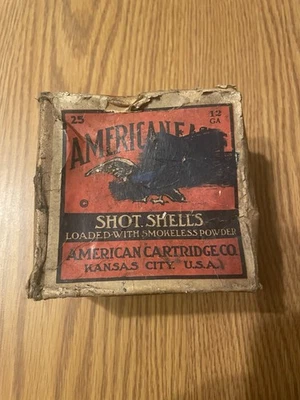 25 12
GA
AMERICAN EAGLE
©
SHOT. SHELLS
LOADED-WITH SMOKELESS POWDER
AMERICAN CARTRIDGE CO.
KANSAS CITY. U.S.A.